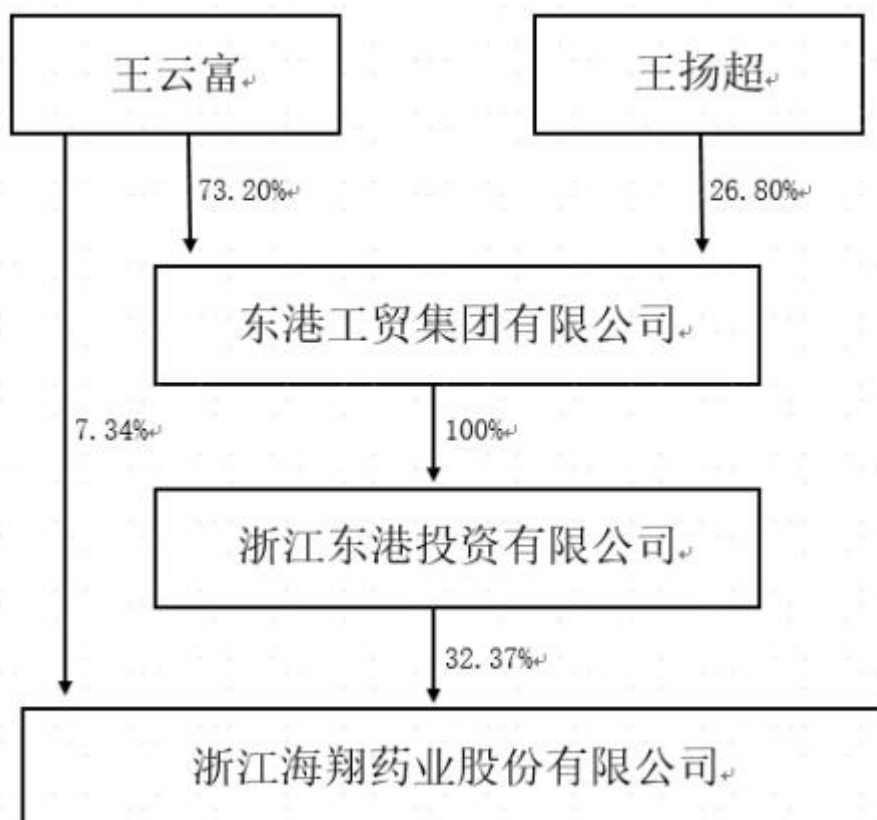 王云富
王扬超
73.20%
26.80%
东港工贸集团有限公司
7.34%
100%
浙江东港投资有限公司
32.37%
浙江海翔药业股份有限公司